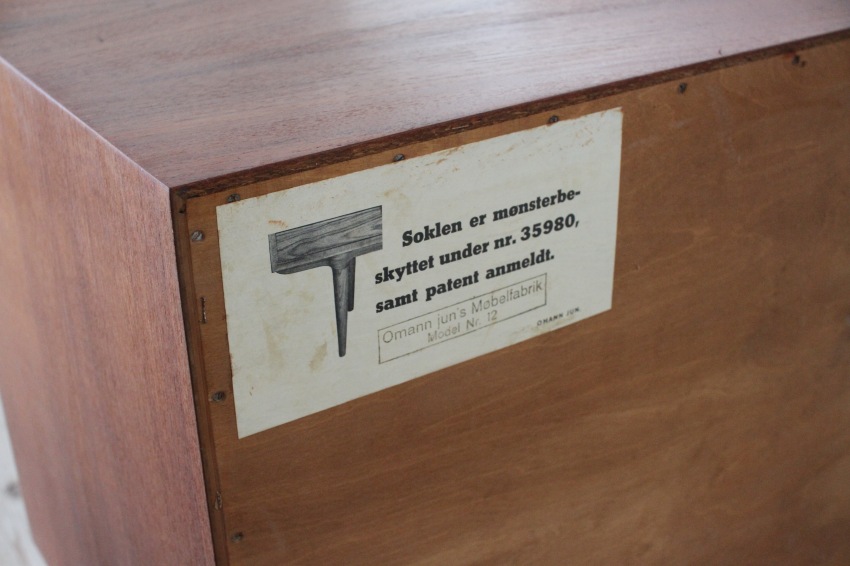 Soklen er mønsterbe-
skyttet under nr. 35980,
samt patent anmeldt.
Omann jun's Møbelfabrik
Model Nr. 12
OMANN JUN.